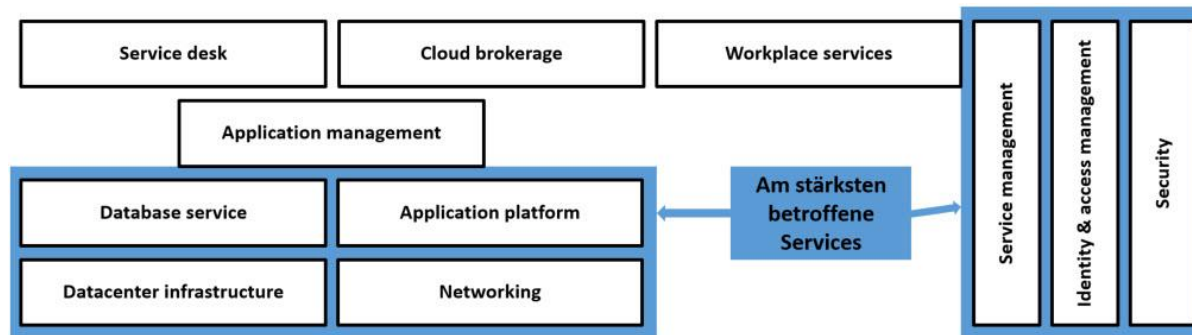 Service desk
Cloud brokerage
Workplace services
Application management
Database service
Application platform
Datacenter infrastructure
Networking
Am stärksten
betroffene
Services
Service management
Identity & access management
Security